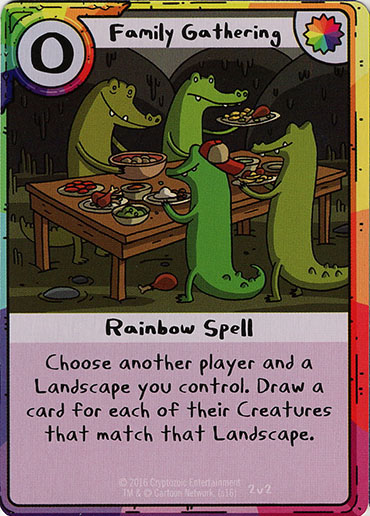 0
Family Gathering
Rainbow Spell
Choose another player and a
Landscape you control. Draw a
card for each of their Creatures
that match that Landscape.
© 2016 Cryptozoic Entertainment
TM & © Cartoon Network. (s16)
2v2